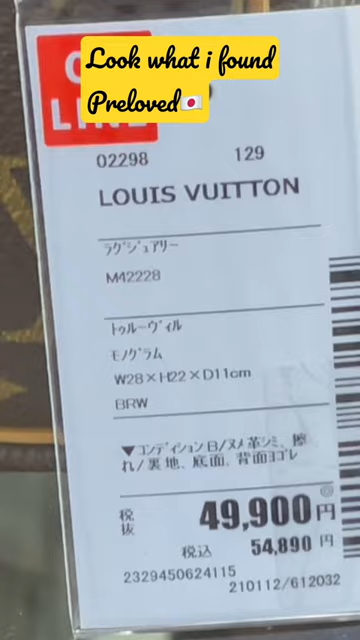 Look what i found
Preloved🇯🇵
LINE
02298 129
LOUIS VUITTON
ﾗｸﾞｼﾞｭｱﾘｰ
M42228
ﾄｩﾙｰｳﾞｨﾙ
ﾓﾉｸﾞﾗﾑ
W28×H22×D11cm
BRW
▼ｺﾝﾃﾞｨｼｮﾝB/ﾇﾒ革ｼﾐ、擦
れ/裏地、底面、背面ﾖｺﾞﾚ
税抜 49,900円
税込 54,890円
2329450624115
210112/612032